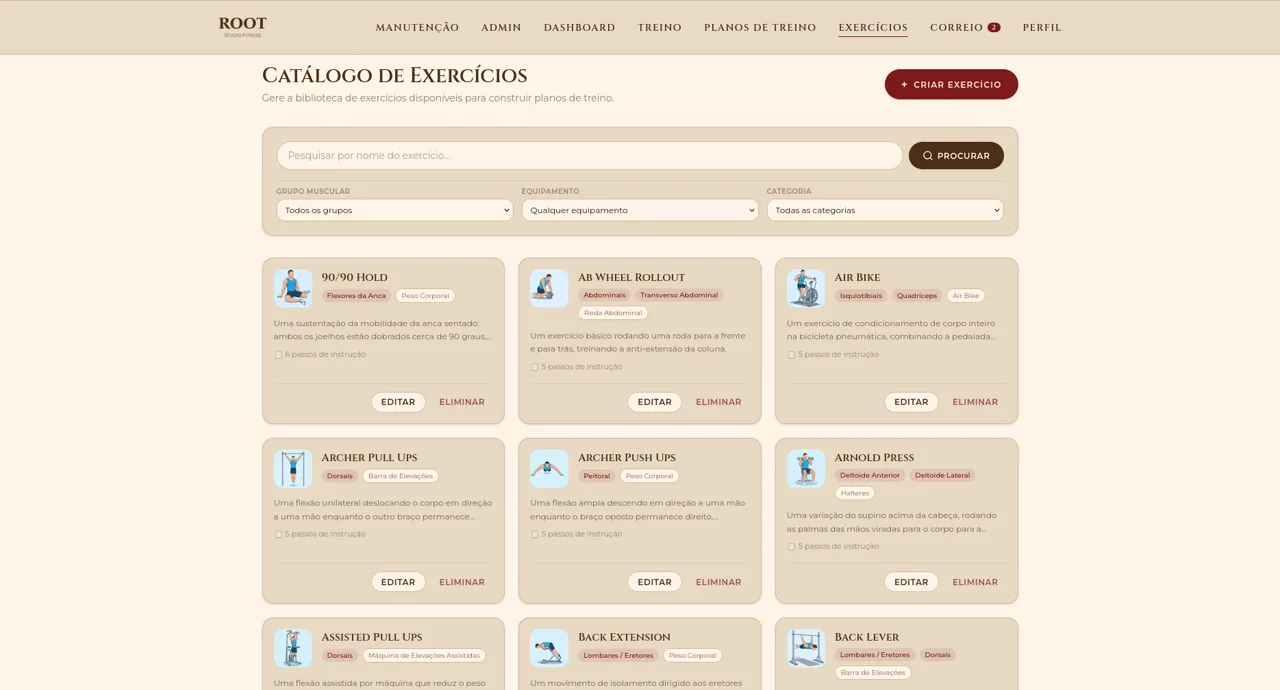 ROOT
STUDIO FITNESS
MANUTENÇÃO
ADMIN
DASHBOARD
TREINO
PLANOS DE TREINO
EXERCÍCIOS
CORREIO 2
PERFIL
Catálogo de Exercícios
Gere a biblioteca de exercícios disponíveis para construir planos de treino.
+ CRIAR EXERCÍCIO
Pesquisar por nome do exercício...
PROCURAR
GRUPO MUSCULAR
Todos os grupos
EQUIPAMENTO
Qualquer equipamento
CATEGORIA
Todas as categorias
90/90 Hold
Flexores da Anca
Peso Corporal
Uma sustentação da mobilidade da anca sentado:
ambos os joelhos estão dobrados cerca de 90 graus,...
6 passos de instrução
EDITAR
ELIMINAR
Ab Wheel Rollout
Abdominais
Transverso Abdominal
Roda Abdominal
Um exercício básico rodando uma roda para a frente
e para trás, treinando a anti-extensão da coluna.
5 passos de instrução
EDITAR
ELIMINAR
Air Bike
Isquiotibiais
Quadríceps
Air Bike
Um exercício de condicionamento de corpo inteiro
na bicicleta pneumática, combinando a pedalada...
5 passos de instrução
EDITAR
ELIMINAR
Archer Pull Ups
Dorsais
Barra de Elevações
Uma flexão unilateral deslocando o corpo em direção
a uma mão enquanto o outro braço permanece...
5 passos de instrução
EDITAR
ELIMINAR
Archer Push Ups
Peitoral
Peso Corporal
Uma flexão ampla descendo em direção a uma mão
enquanto o braço oposto permanece direito,...
5 passos de instrução
EDITAR
ELIMINAR
Arnold Press
Deltoide Anterior
Deltoide Lateral
Halteres
Uma variação do supino acima da cabeça, rodando
as palmas das mãos viradas para o corpo para a...
5 passos de instrução
EDITAR
ELIMINAR
Assisted Pull Ups
Dorsais
Máquina de Elevações Assistidas
Uma flexão assistida por máquina que reduz o peso
Back Extension
Lombares / Eretores
Peso Corporal
Um movimento de isolamento dirigido aos eretores
Back Lever
Lombares / Eretores
Dorsais
Barra de Elevações